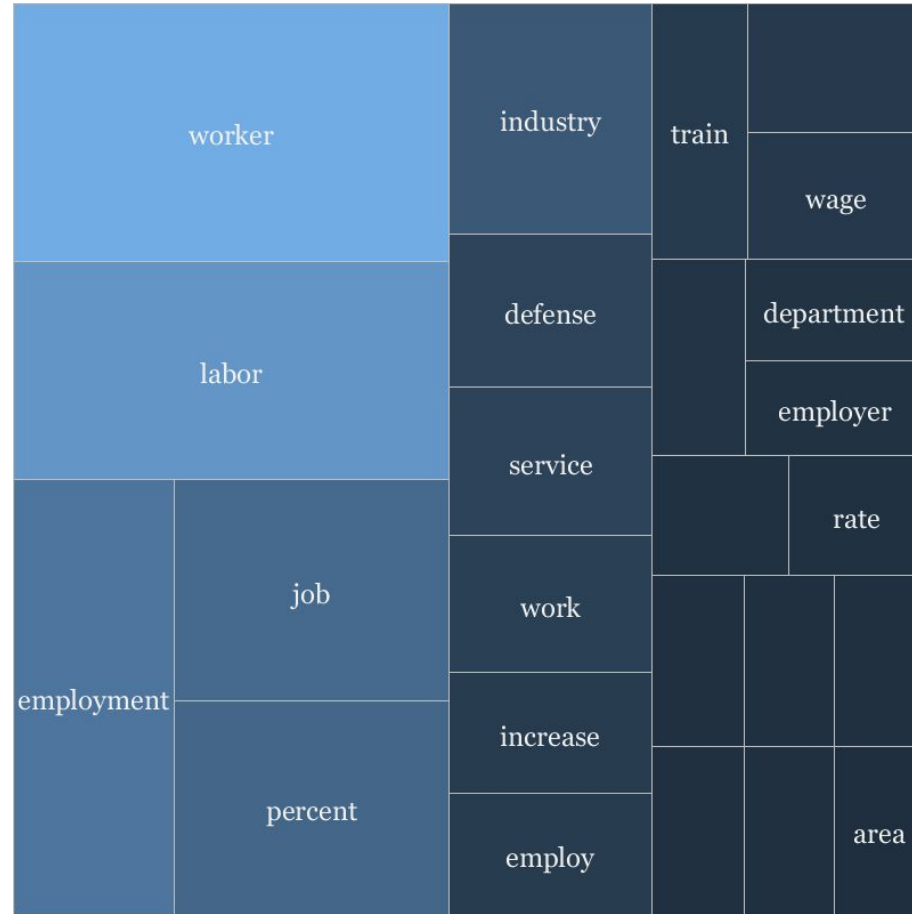 worker
labor
employment
job
percent
industry
defense
service
work
increase
employ
train
wage
department
employer
rate
area